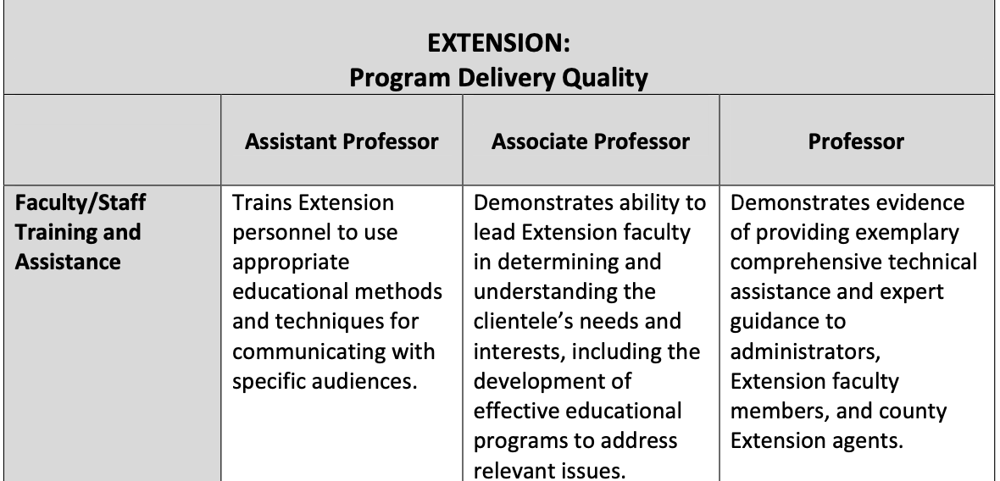 EXTENSION:
Program Delivery Quality
Assistant Professor
Associate Professor
Professor
Faculty/Staff
Training and
Assistance
Trains Extension
personnel to use
appropriate
educational methods
and techniques for
communicating with
specific audiences.
Demonstrates ability to
lead Extension faculty
in determining and
understanding the
clientele’s needs and
interests, including the
development of
effective educational
programs to address
relevant issues.
Demonstrates evidence
of providing exemplary
comprehensive technical
assistance and expert
guidance to
administrators,
Extension faculty
members, and county
Extension agents.